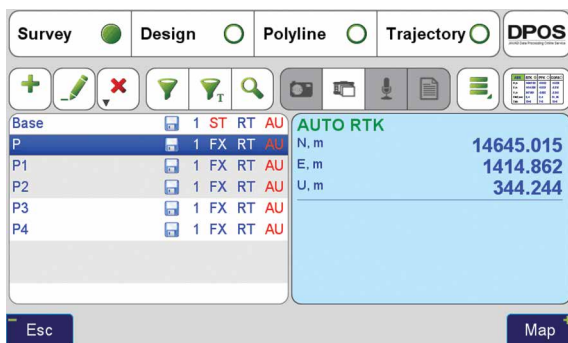 Survey Design Polyline Trajectory DPOS
T
Base 1 ST RT AU
P 1 FX RT AU
P1 1 FX RT AU
P2 1 FX RT AU
P3 1 FX RT AU
P4 1 FX RT AU
AUTO RTK
N, m 14645.015
E, m 1414.862
U, m 344.244
Esc Map